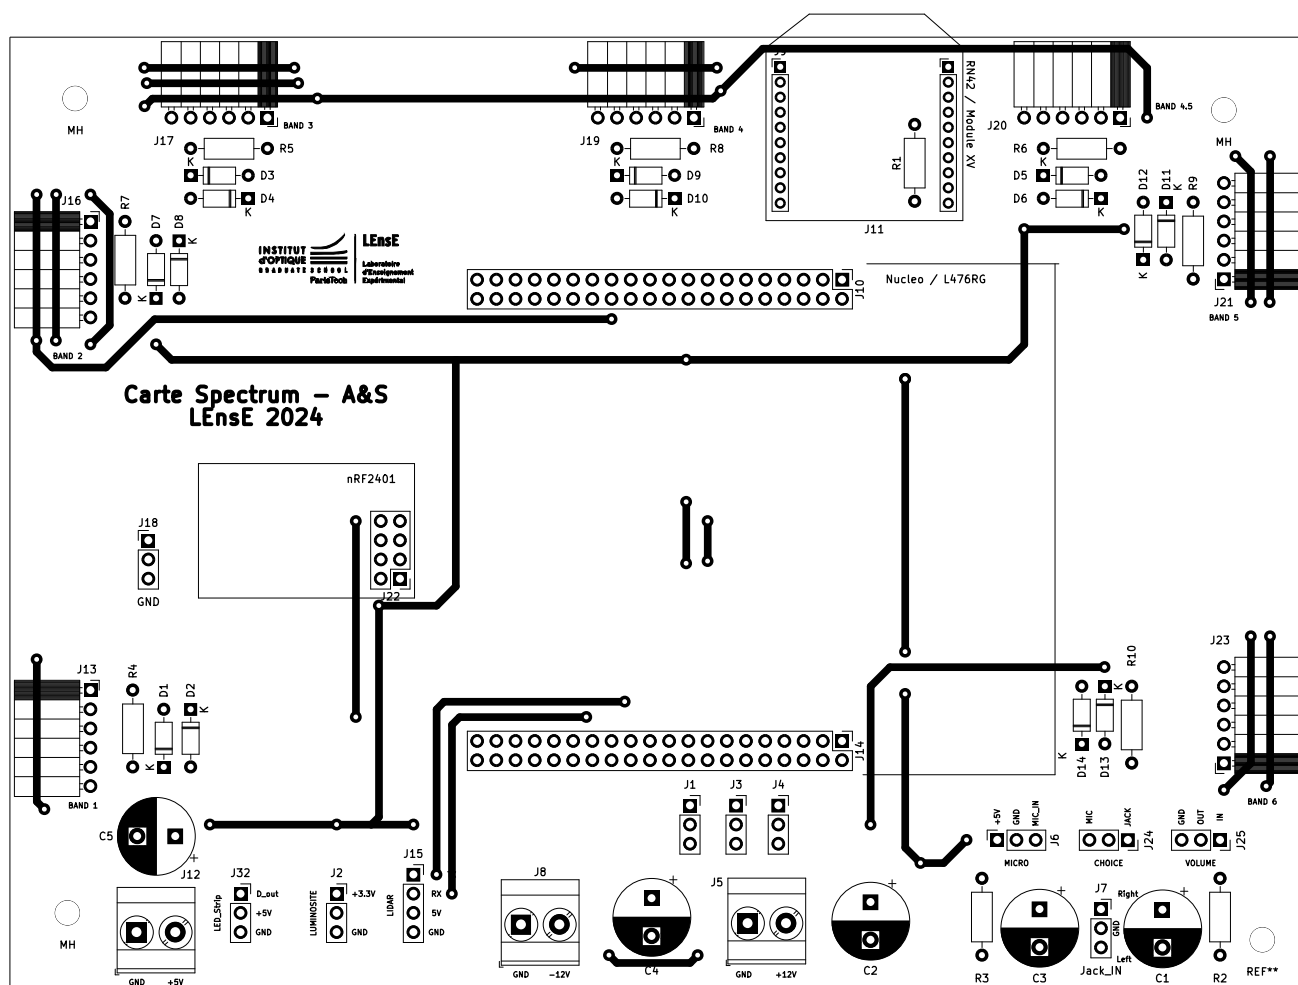 J17
BAND 3
J19
BAND 4
J9
RN42 / Module XV
J20
BAND 4.5
MH
MH
K
R5
D3
D4
K
K
R8
D9
D10
K
R1
J11
R6
K
D5
D6
K
D12
D11
K
R9
K
J21
BAND 5
J16
R7
D7
D8
K
K
BAND 2
INSTITUT
d'OPTIQUE
GRADUATE SCHOOL
ParisTech
LEnsE
Laboratoire
d'Enseignement
Expérimental
Nucleo / L476RG
J10
Carte Spectrum - A&S
LEnsE 2024
nRF2401
J18
GND
J22
J13
R4
D1
D2
K
K
BAND 1
J23
R10
K
K
D14
D13
BAND 6
J14
J1
J3
J4
C5
+
J12
GND
+5V
MH
J32
LED_Strip
D_out
+5V
GND
J2
LUMINOSITE
+3.3V
GND
J15
LIDAR
RX
5V
GND
J8
GND
-12V
+
C4
J5
GND
+12V
+
C2
+5V
GND
MIC_IN
J6
MICRO
MIC
JACK
J24
CHOICE
GND
OUT
IN
J25
VOLUME
R3
+
C3
J7
Right
GND
Left
Jack_IN
+
C1
R2
REF**